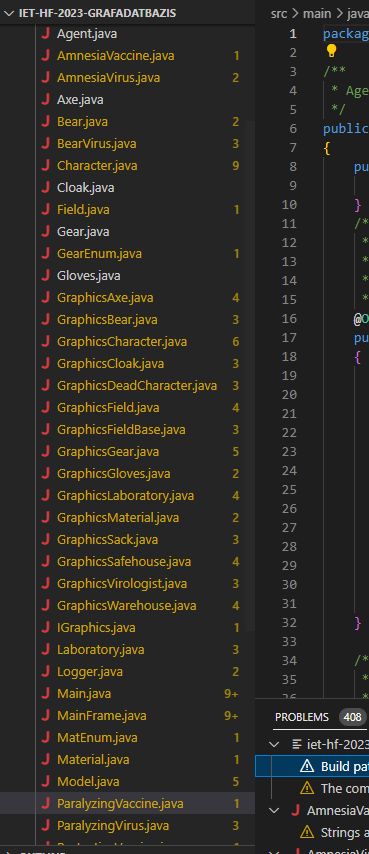 IET-HF-2023-GRAFADATBAZIS
Agent.java
AmnesiaVaccine.java 1
AmnesiaVirus.java 2
Axe.java
Bear.java 2
BearVirus.java 3
Character.java 9
Cloak.java
Field.java 1
Gear.java
GearEnum.java 1
Gloves.java
GraphicsAxe.java 4
GraphicsBear.java 3
GraphicsCharacter.java 6
GraphicsCloak.java 3
GraphicsDeadCharacter.java 3
GraphicsField.java 4
GraphicsFieldBase.java 3
GraphicsGear.java 5
GraphicsGloves.java 2
GraphicsLaboratory.java 4
GraphicsMaterial.java 2
GraphicsSack.java 3
GraphicsSafehouse.java 4
GraphicsVirologist.java 3
GraphicsWarehouse.java 4
IGraphics.java 1
Laboratory.java 3
Logger.java 2
Main.java 9+
MainFrame.java 9+
MatEnum.java 1
Material.java 1
Model.java 5
ParalyzingVaccine.java 1
ParalyzingVirus.java 3
src > main > java
1 packag
2
3 /**
4 * Age
5 */
6 public
7 {
8 pu
9
10 }
11 /*
12 *
13 *
14 *
15 *
16 @O
17 pu
18 {
19
20
21
22
23
24
25
26
27
28
29
30
31
32 }
33
34 /*
35 *
36 *
PROBLEMS 408
iet-hf-2023
Build pat
The com
AmnesiaVa
Strings a